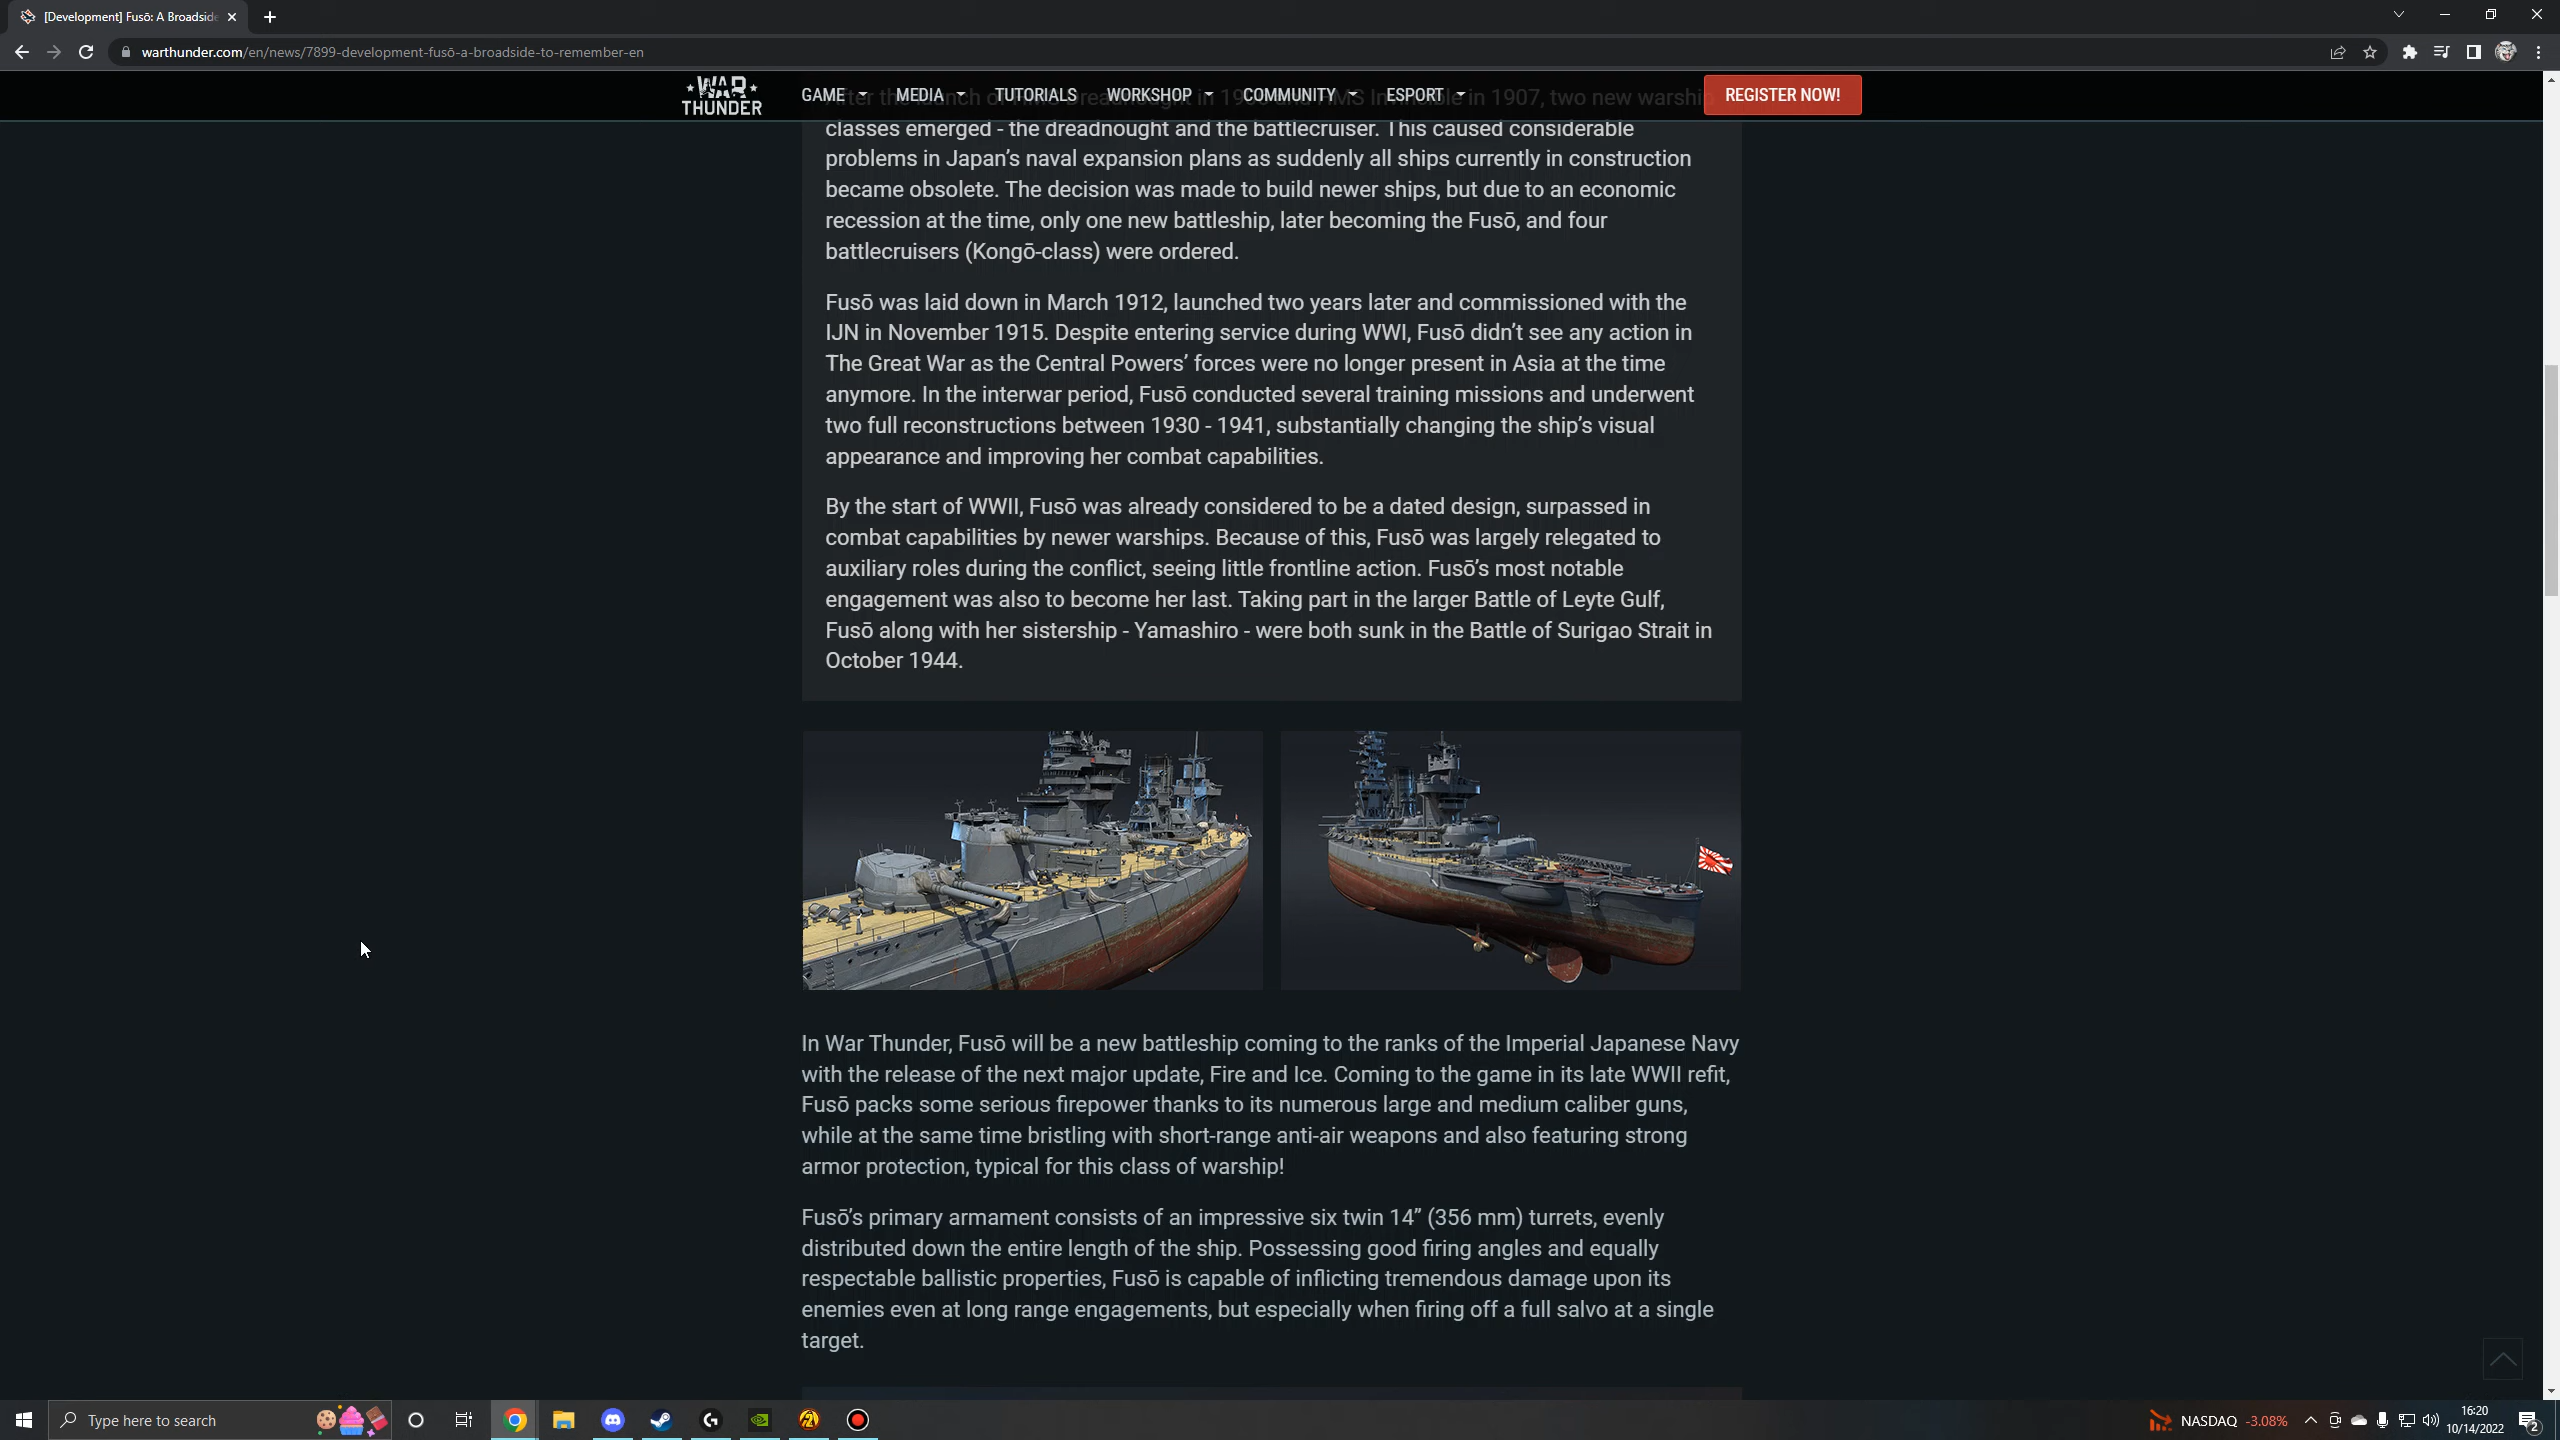 [Development] Fusō: A Broadside
warthunder.com/en/news/7899-development-fusō-a-broadside-to-remember-en
WAR THUNDER
GAME
MEDIA
TUTORIALS
WORKSHOP
COMMUNITY
ESPORT
REGISTER NOW!
After the launch of HMS Dreadnought in 1906 and HMS Invincible in 1907, two new warship
classes emerged - the dreadnought and the battlecruiser. This caused considerable
problems in Japan’s naval expansion plans as suddenly all ships currently in construction
became obsolete. The decision was made to build newer ships, but due to an economic
recession at the time, only one new battleship, later becoming the Fusō, and four
battlecruisers (Kongō-class) were ordered.
Fusō was laid down in March 1912, launched two years later and commissioned with the
IJN in November 1915. Despite entering service during WWI, Fusō didn’t see any action in
The Great War as the Central Powers’ forces were no longer present in Asia at the time
anymore. In the interwar period, Fusō conducted several training missions and underwent
two full reconstructions between 1930 - 1941, substantially changing the ship’s visual
appearance and improving her combat capabilities.
By the start of WWII, Fusō was already considered to be a dated design, surpassed in
combat capabilities by newer warships. Because of this, Fusō was largely relegated to
auxiliary roles during the conflict, seeing little frontline action. Fusō’s most notable
engagement was also to become her last. Taking part in the larger Battle of Leyte Gulf,
Fusō along with her sistership - Yamashiro - were both sunk in the Battle of Surigao Strait in
October 1944.
In War Thunder, Fusō will be a new battleship coming to the ranks of the Imperial Japanese Navy
with the release of the next major update, Fire and Ice. Coming to the game in its late WWII refit,
Fusō packs some serious firepower thanks to its numerous large and medium caliber guns,
while at the same time bristling with short-range anti-air weapons and also featuring strong
armor protection, typical for this class of warship!
Fusō’s primary armament consists of an impressive six twin 14” (356 mm) turrets, evenly
distributed down the entire length of the ship. Possessing good firing angles and equally
respectable ballistic properties, Fusō is capable of inflicting tremendous damage upon its
enemies even at long range engagements, but especially when firing off a full salvo at a single
target.
Type here to search
NASDAQ -3.08%
16:20
10/14/2022
2